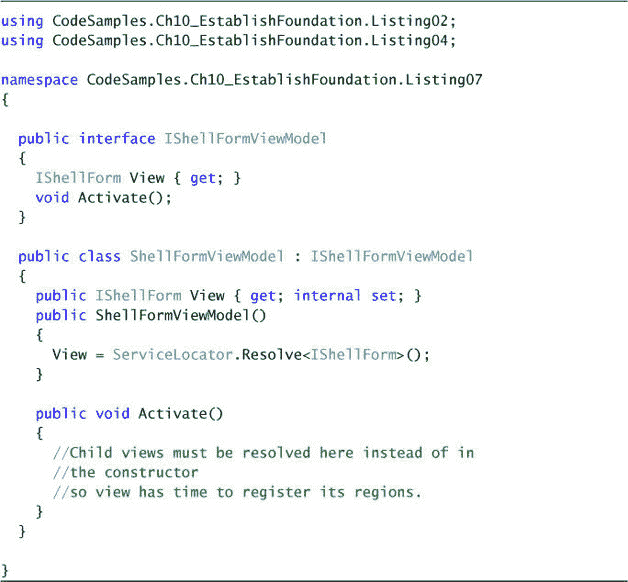 using CodeSamples.Ch10_EstablishFoundation.Listing02;
using CodeSamples.Ch10_EstablishFoundation.Listing04;
namespace CodeSamples.Ch10_EstablishFoundation.Listing07
{
public interface IShellFormViewModel
{
IShellForm View { get; }
void Activate();
}
public class ShellFormViewModel : IShellFormViewModel
{
public IShellForm View { get; internal set; }
public ShellFormViewModel()
{
View = ServiceLocator.Resolve<IShellForm>();
}
public void Activate()
{
//Child views must be resolved here instead of in
//the constructor
//so view has time to register its regions.
}
}
}